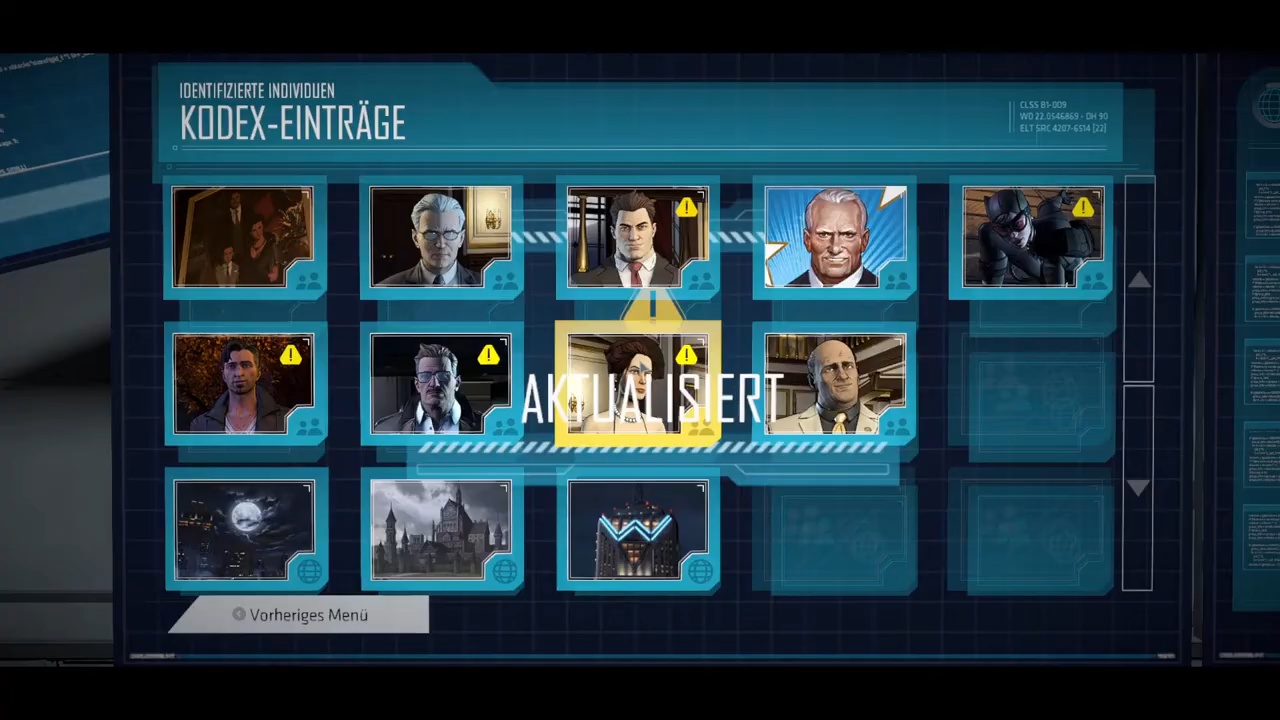 IDENTIFIZIERTE INDIVIDUEN
KODEX-EINTRÄGE
CLSS B1-009
WD 22.0546869 - DH 90
ELT SRC 4207-6514 [22]
AKTUALISIERT
Vorheriges Menü